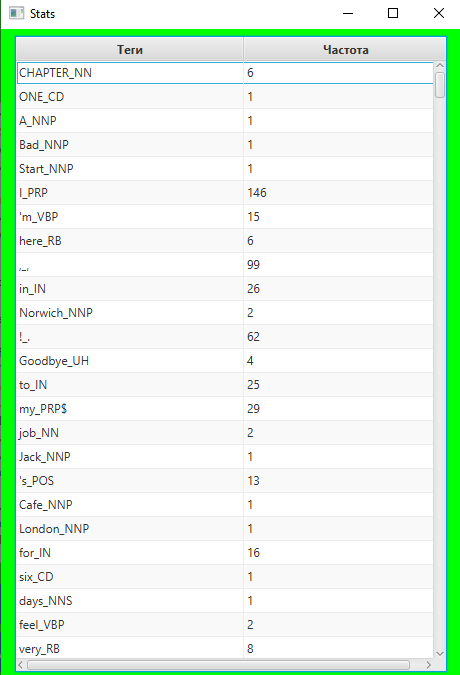 Stats
Теги Частота
CHAPTER_NN 6
ONE_CD 1
A_NNP 1
Bad_NNP 1
Start_NNP 1
I_PRP 146
'm_VBP 15
here_RB 6
,_, 99
in_IN 26
Norwich_NNP 2
!_. 62
Goodbye_UH 4
to_IN 25
my_PRP$ 29
job_NN 2
Jack_NNP 1
's_POS 13
Cafe_NNP 1
London_NNP 1
for_IN 16
six_CD 1
days_NNS 1
feel_VBP 2
very_RB 8